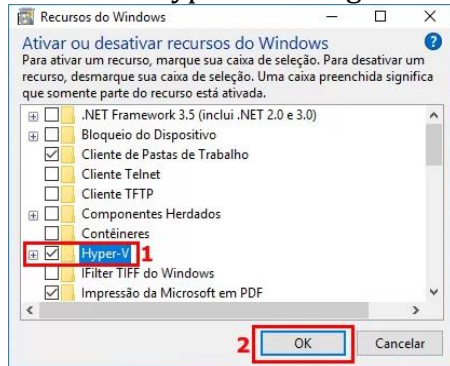 Recursos do Windows
Ativar ou desativar recursos do Windows
Para ativar um recurso, marque sua caixa de seleção. Para desativar um
recurso, desmarque sua caixa de seleção. Uma caixa preenchida significa
que somente parte do recurso está ativada.
.NET Framework 3.5 (inclui .NET 2.0 e 3.0)
Bloqueio do Dispositivo
Cliente de Pastas de Trabalho
Cliente Telnet
Cliente TFTP
Componentes Herdados
Contêineres
Hyper-V 1
IFilter TIFF do Windows
Impressão da Microsoft em PDF
2 OK Cancelar